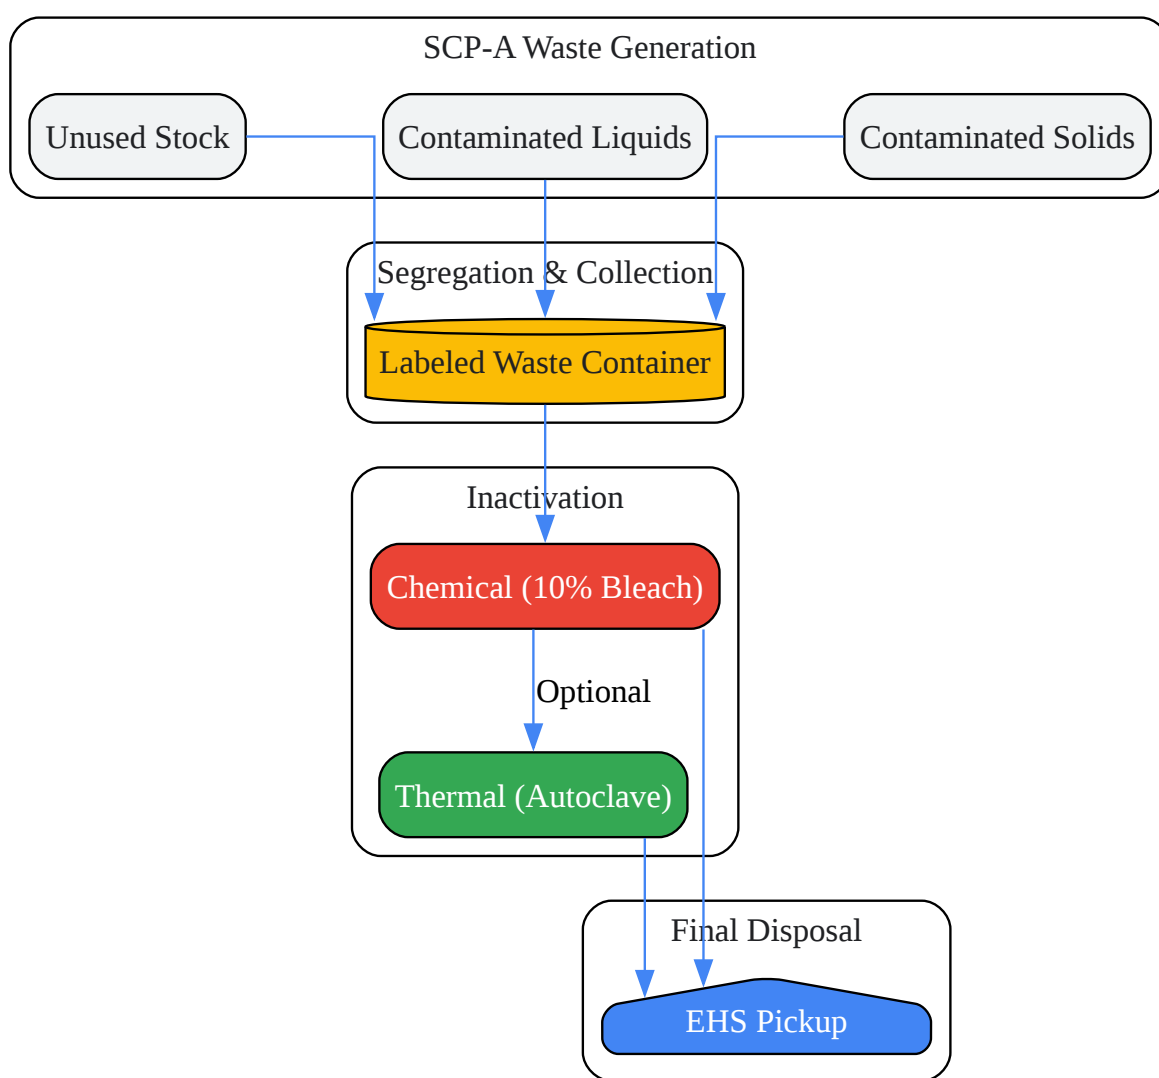 SCP-A Waste Generation
Unused Stock
Contaminated Liquids
Contaminated Solids
Segregation & Collection
Labeled Waste Container
Inactivation
Chemical (10% Bleach)
Optional
Thermal (Autoclave)
Final Disposal
EHS Pickup